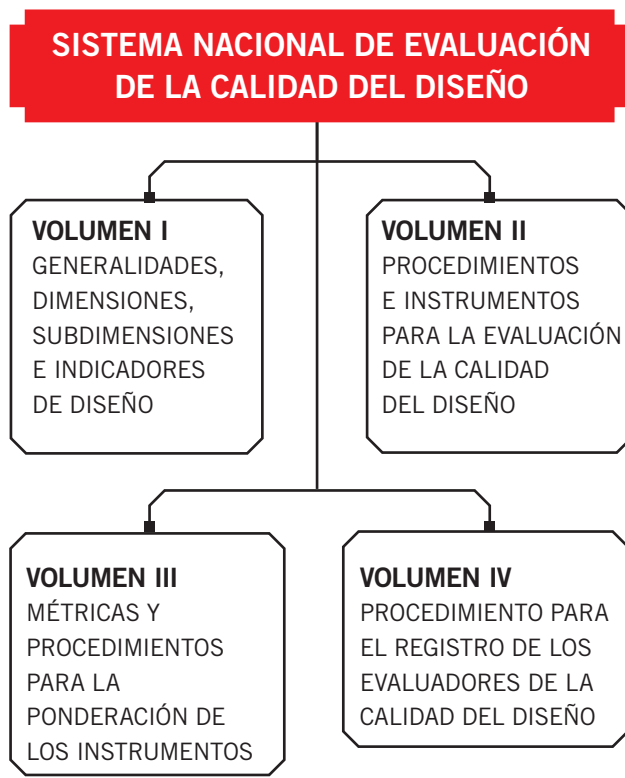 SISTEMA NACIONAL DE EVALUACIÓN
DE LA CALIDAD DEL DISEÑO
VOLUMEN I
GENERALIDADES,
DIMENSIONES,
SUBDIMENSIONES
E INDICADORES
DE DISEÑO
VOLUMEN II
PROCEDIMIENTOS
E INSTRUMENTOS
PARA LA EVALUACIÓN
DE LA CALIDAD
DEL DISEÑO
VOLUMEN III
MÉTRICAS Y
PROCEDIMIENTOS
PARA LA
PONDERACIÓN DE
LOS INSTRUMENTOS
VOLUMEN IV
PROCEDIMIENTO PARA
EL REGISTRO DE LOS
EVALUADORES DE LA
CALIDAD DEL DISEÑO